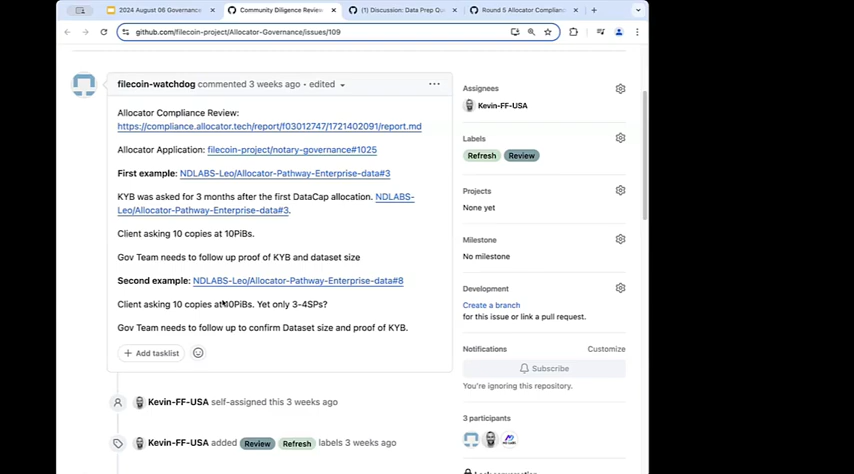 2024 August 06 Governance
Community Diligence Review
(1) Discussion: Data Prep Qu
Round 5 Allocator Complian
github.com/filecoin-project/Allocator-Governance/issues/109
filecoin-watchdog commented 3 weeks ago • edited
Allocator Compliance Review:
https://compliance.allocator.tech/report/f03012747/1721402091/report.md
Allocator Application: filecoin-project/notary-governance#1025
First example: NDLABS-Leo/Allocator-Pathway-Enterprise-data#3
KYB was asked for 3 months after the first DataCap allocation. NDLABS-
Leo/Allocator-Pathway-Enterprise-data#3.
Client asking 10 copies at 10PiBs.
Gov Team needs to follow up proof of KYB and dataset size
Second example: NDLABS-Leo/Allocator-Pathway-Enterprise-data#8
Client asking 10 copies at 10PiBs. Yet only 3-4SPs?
Gov Team needs to follow up to confirm Dataset size and proof of KYB.
Add tasklist
Kevin-FF-USA self-assigned this 3 weeks ago
Kevin-FF-USA added Review Refresh labels 3 weeks ago
Assignees
Kevin-FF-USA
Labels
Refresh Review
Projects
None yet
Milestone
No milestone
Development
Create a branch
for this issue or link a pull request.
Notifications Customize
Subscribe
You're ignoring this repository.
3 participants
Lock conversation